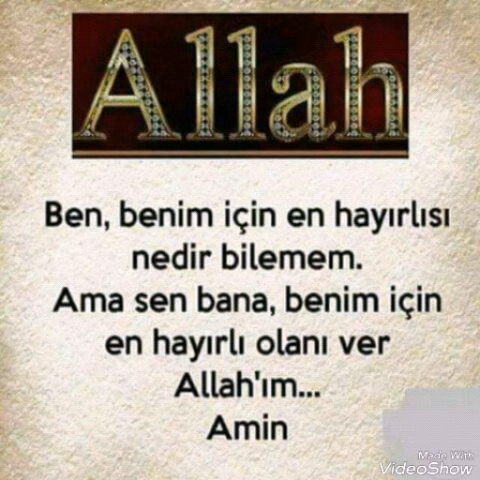 Allah
Ben, benim için en hayırlısı
nedir bilemem.
Ama sen bana, benim için
en hayırlı olanı ver
Allah'ım...
Amin
Made With
VideoShow